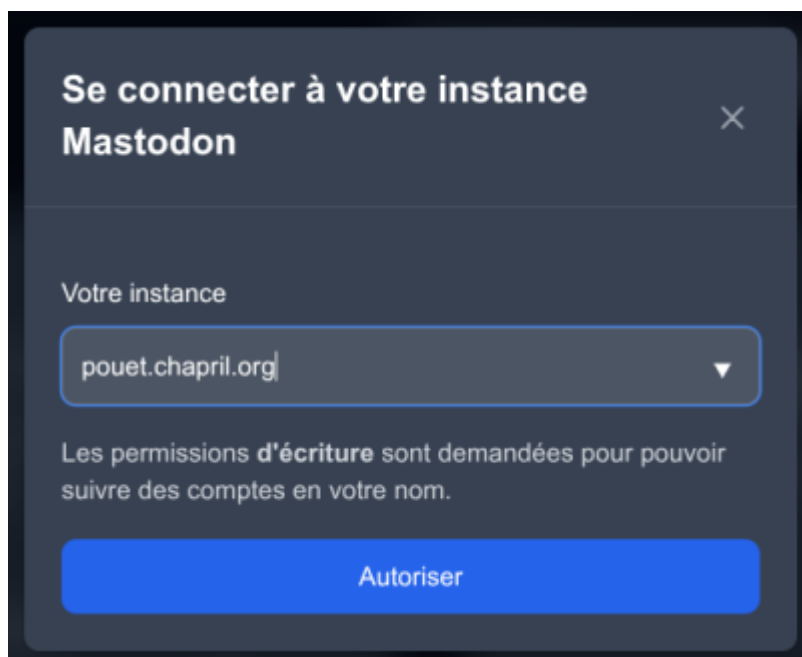 Se connecter à votre instance
Mastodon
Votre instance
pouet.chapril.org
Les permissions d'écriture sont demandées pour pouvoir
suivre des comptes en votre nom.
Autoriser